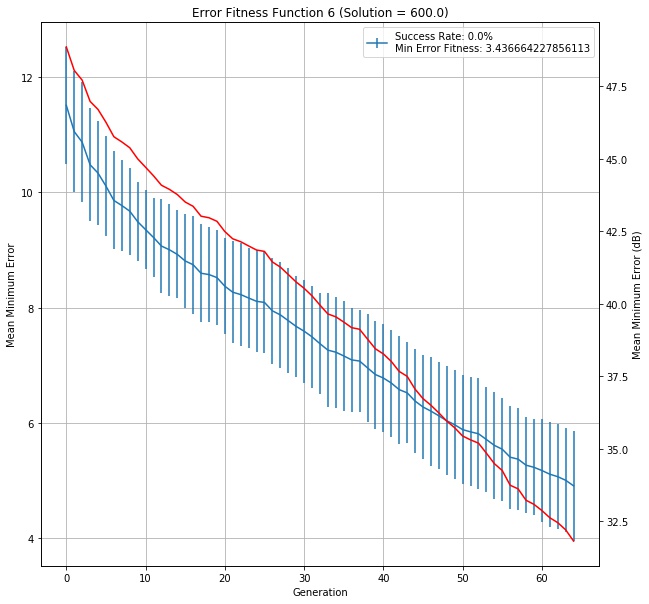 Error Fitness Function 6 (Solution = 600.0)
Success Rate: 0.0%
Min Error Fitness: 3.436664227856113
12
10
8
6
4
Mean Minimum Error
47.5
45.0
42.5
40.0
37.5
35.0
32.5
Mean Minimum Error (dB)
0 10 20 30 40 50 60
Generation